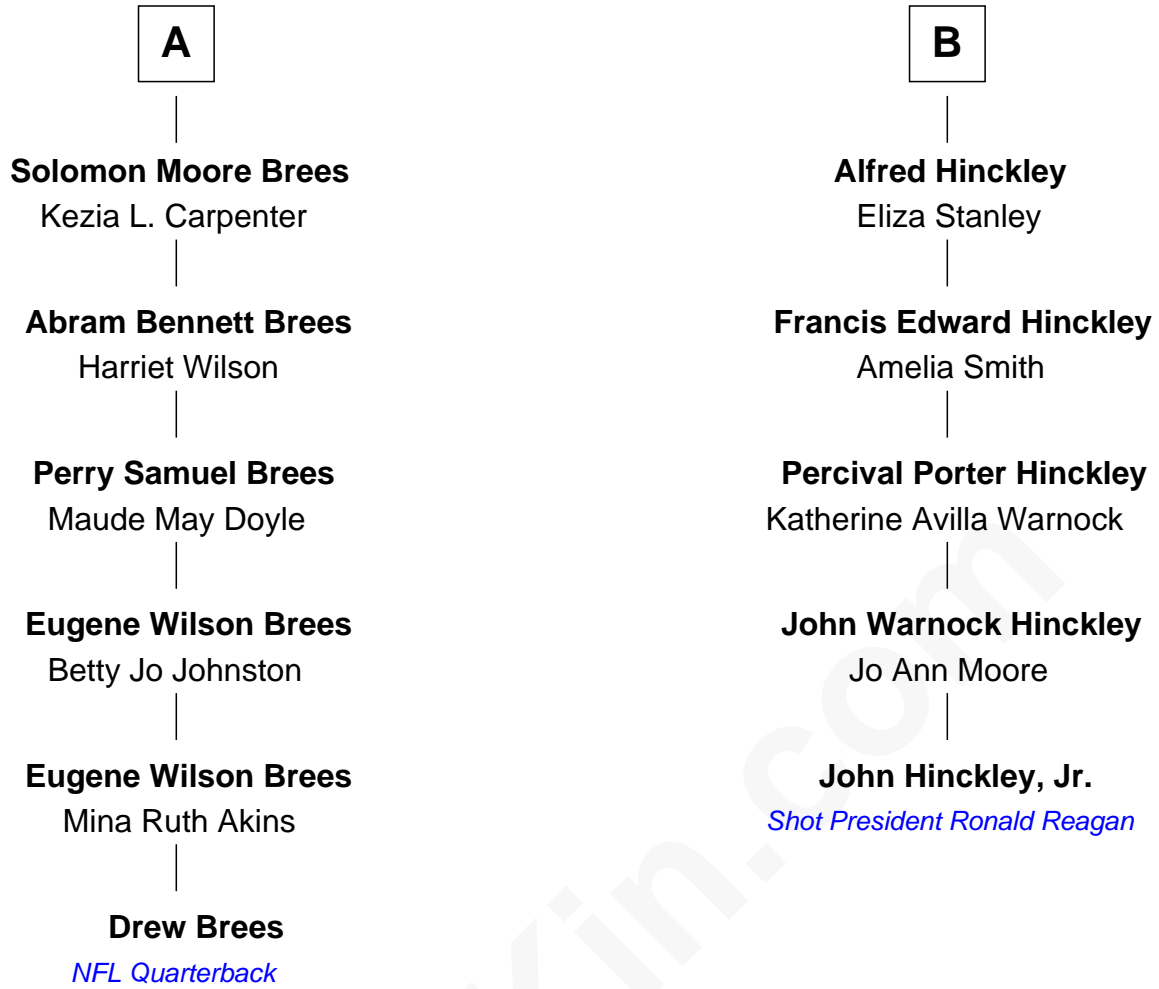 A
Solomon Moore Brees
Kezia L. Carpenter
Abram Bennett Brees
Harriet Wilson
Perry Samuel Brees
Maude May Doyle
Eugene Wilson Brees
Betty Jo Johnston
Eugene Wilson Brees
Mina Ruth Akins
Drew Brees
NFL Quarterback
B
Alfred Hinckley
Eliza Stanley
Francis Edward Hinckley
Amelia Smith
Percival Porter Hinckley
Katherine Avilla Warnock
John Warnock Hinckley
Jo Ann Moore
John Hinckley, Jr.
Shot President Ronald Reagan
Kin.com